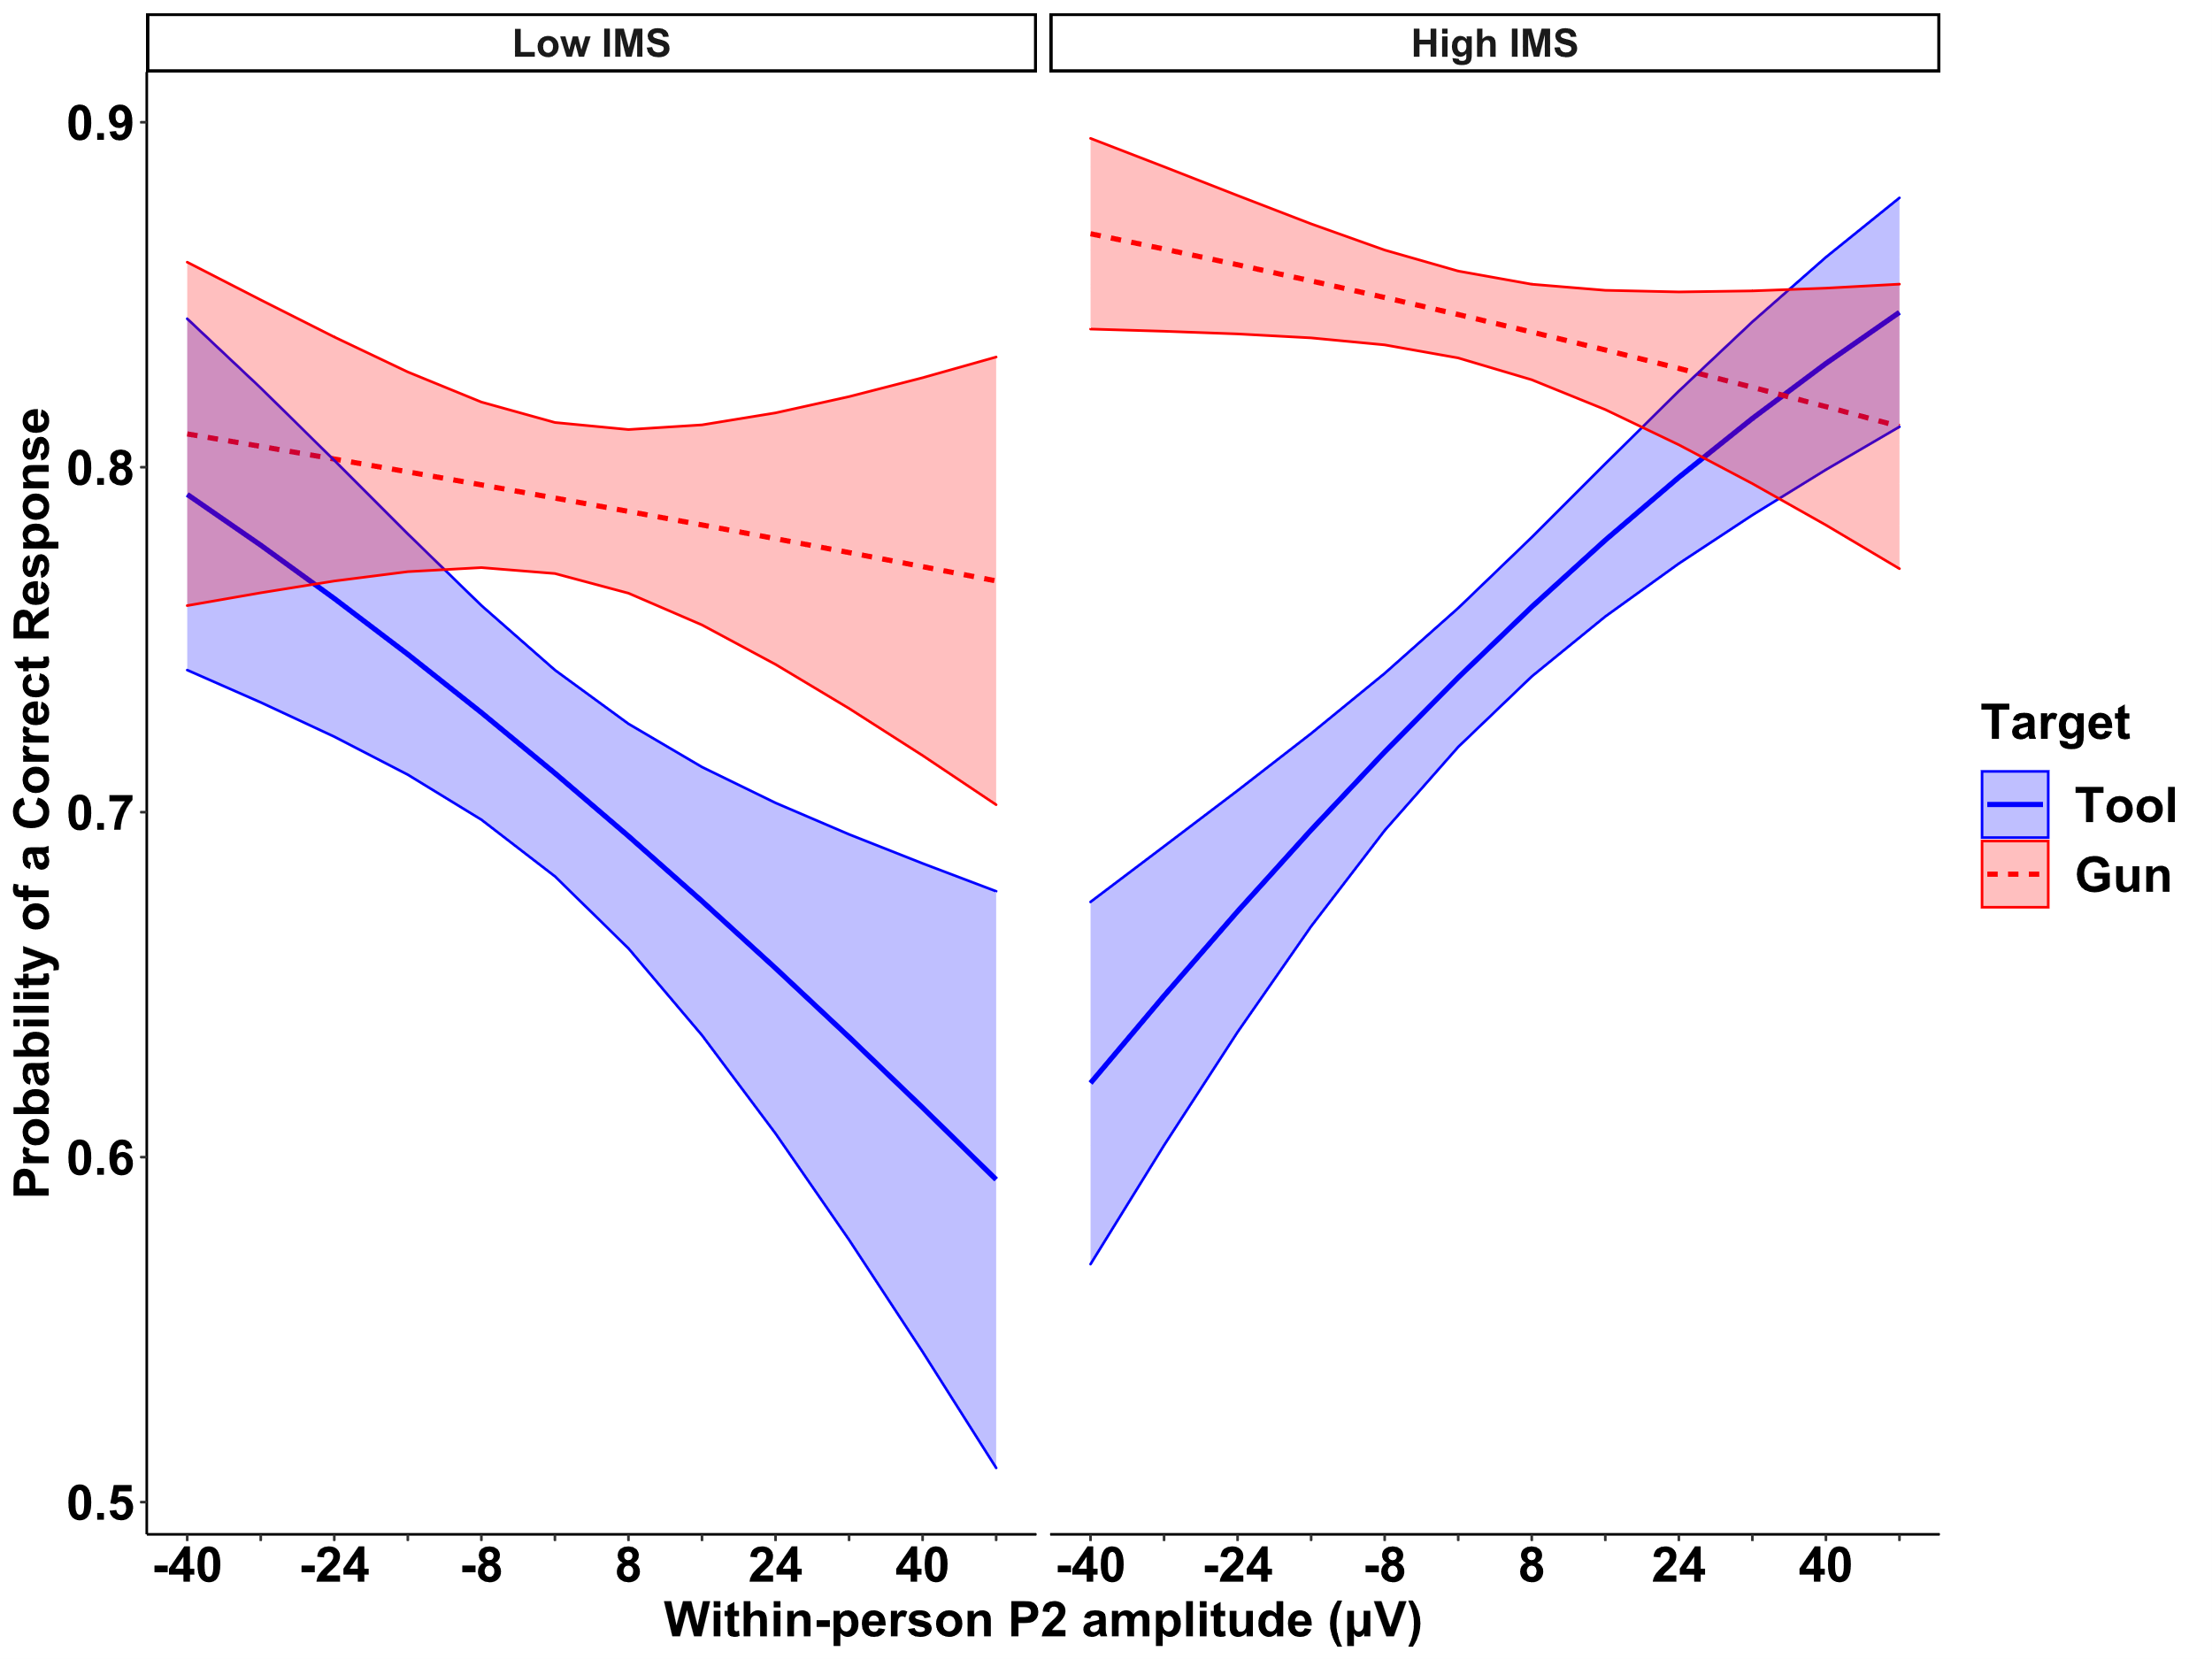 Low IMS
High IMS
Probability of a Correct Response
0.9
0.8
0.7
0.6
0.5
-40 -24 -8 8 24 40
-40 -24 -8 8 24 40
Within-person P2 amplitude (µV)
Target
Tool
Gun